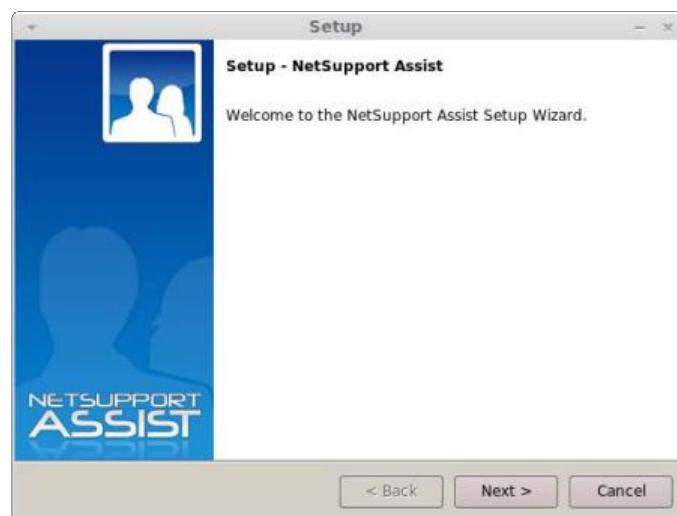 Setup
Setup - NetSupport Assist
Welcome to the NetSupport Assist Setup Wizard.
NETSUPPORT
ASSIST
< Back
Next >
Cancel